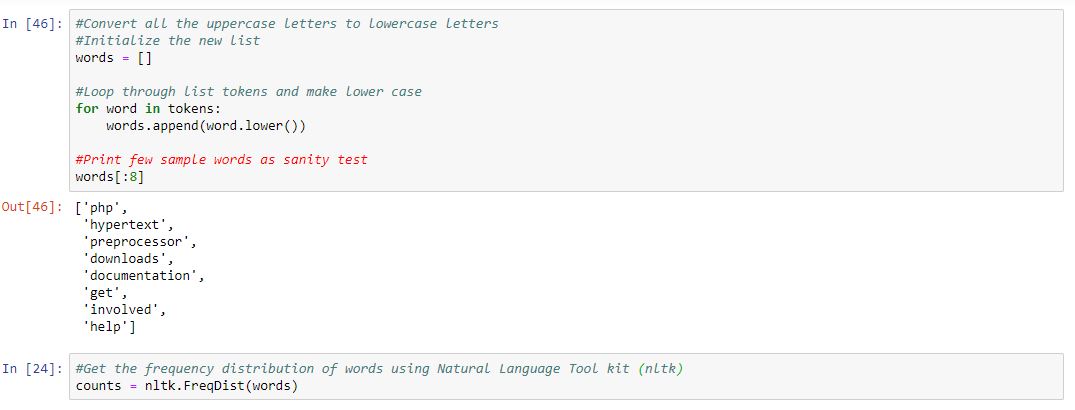 In [46]: #Convert all the uppercase letters to lowercase letters
#Initialize the new list
words = []
#Loop through list tokens and make lower case
for word in tokens:
    words.append(word.lower())
#Print few sample words as sanity test
words[:8]
Out[46]: ['php',
 'hypertext',
 'preprocessor',
 'downloads',
 'documentation',
 'get',
 'involved',
 'help']
In [24]: #Get the frequency distribution of words using Natural Language Tool kit (nltk)
counts = nltk.FreqDist(words)